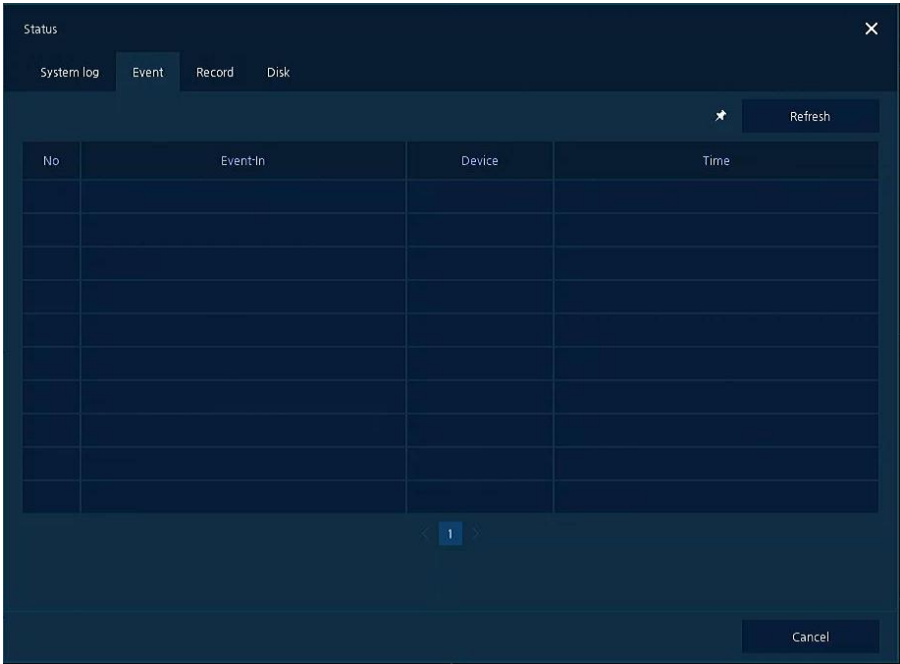 Status
System log Event Record Disk
Refresh
No Event-In Device Time
1
Cancel